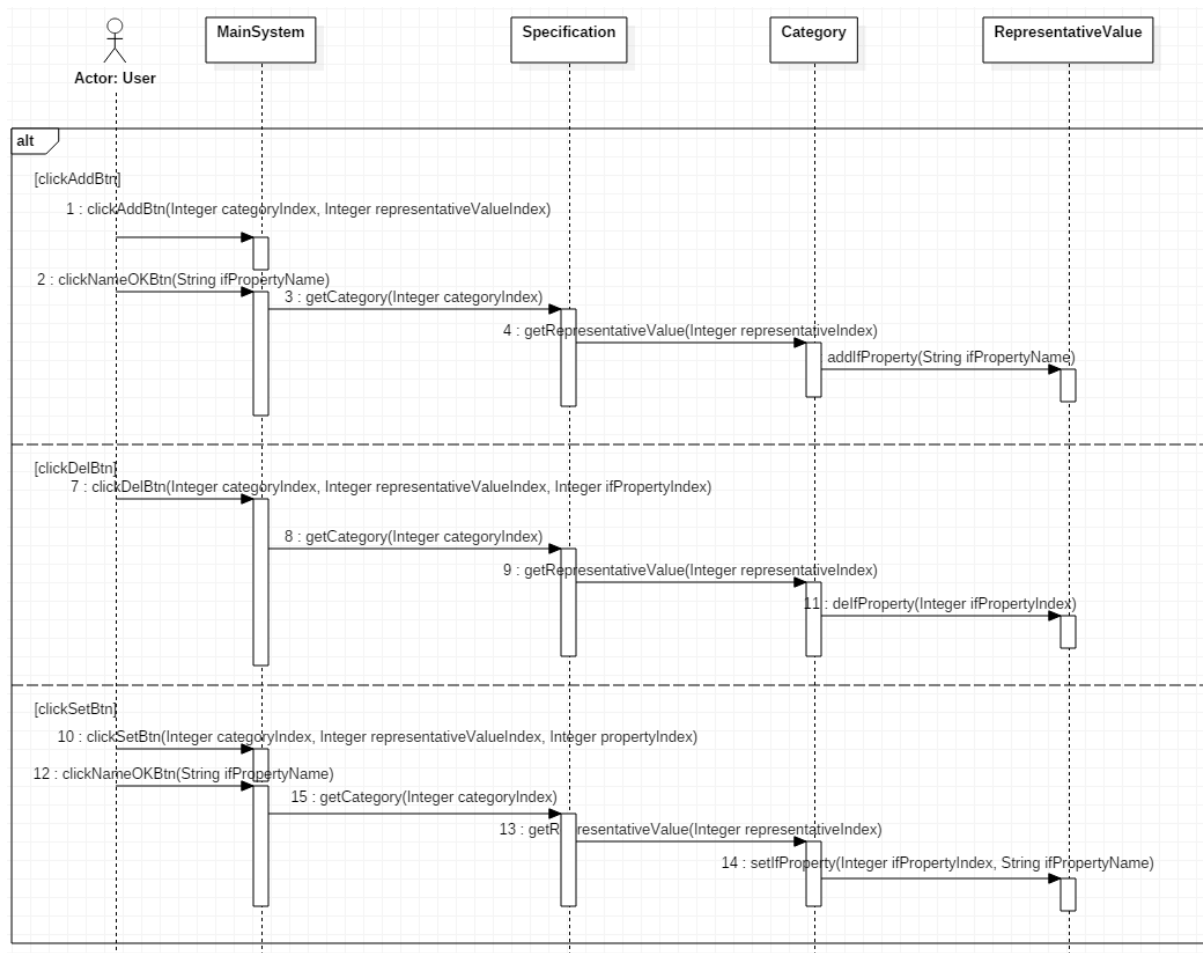 MainSystem
Specification
Category
RepresentativeValue
Actor: User
alt
[clickAddBtn]
1 : clickAddBtn(Integer categoryIndex, Integer representativeValueIndex)
2 : clickNameOKBtn(String ifPropertyName)
3 : getCategory(Integer categoryIndex)
4 : getRepresentativeValue(Integer representativeIndex)
addIfProperty(String ifPropertyName)
[clickDelBtn]
7 : clickDelBtn(Integer categoryIndex, Integer representativeValueIndex, Integer ifPropertyIndex)
8 : getCategory(Integer categoryIndex)
9 : getRepresentativeValue(Integer representativeIndex)
11 : delfProperty(Integer ifPropertyIndex)
[clickSetBtn]
10 : clickSetBtn(Integer categoryIndex, Integer representativeValueIndex, Integer propertyIndex)
12 : clickNameOKBtn(String ifPropertyName)
15 : getCategory(Integer categoryIndex)
13 : getRepresentativeValue(Integer representativeIndex)
14 : setIfProperty(Integer ifPropertyIndex, String ifPropertyName)